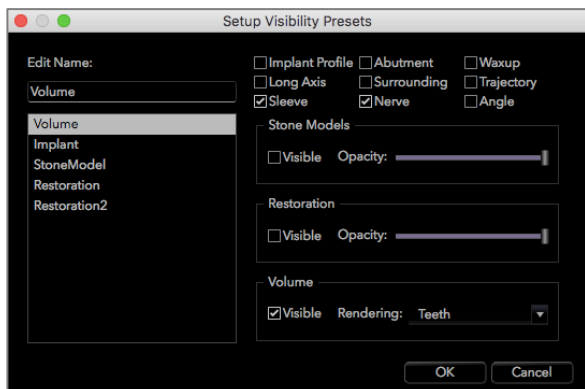 Setup Visibility Presets
Edit Name:
Volume
Volume
Implant
StoneModel
Restoration
Restoration2
Implant Profile Abutment Waxup
Long Axis Surrounding Trajectory
Sleeve Nerve Angle
Stone Models
Visible Opacity:
Restoration
Visible Opacity:
Volume
Visible Rendering: Teeth
OK Cancel